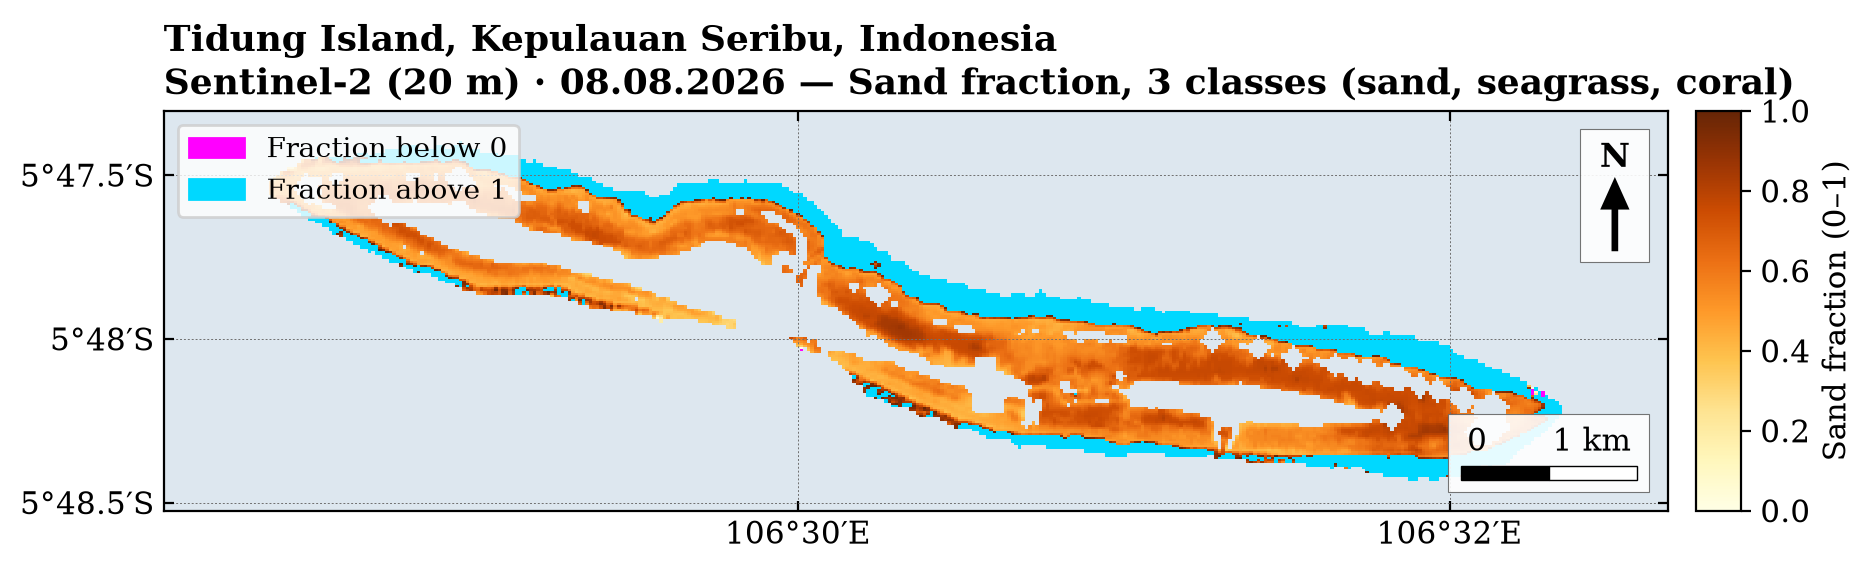 Tidung Island, Kepulauan Seribu, Indonesia
Sentinel-2 (20 m) · 08.08.2026 — Sand fraction, 3 classes (sand, seagrass, coral)
Fraction below 0
Fraction above 1
N
5°47.5′S
5°48′S
5°48.5′S
106°30′E
106°32′E
0 1 km
1.0
0.8
0.6
0.4
0.2
0.0
Sand fraction (0–1)